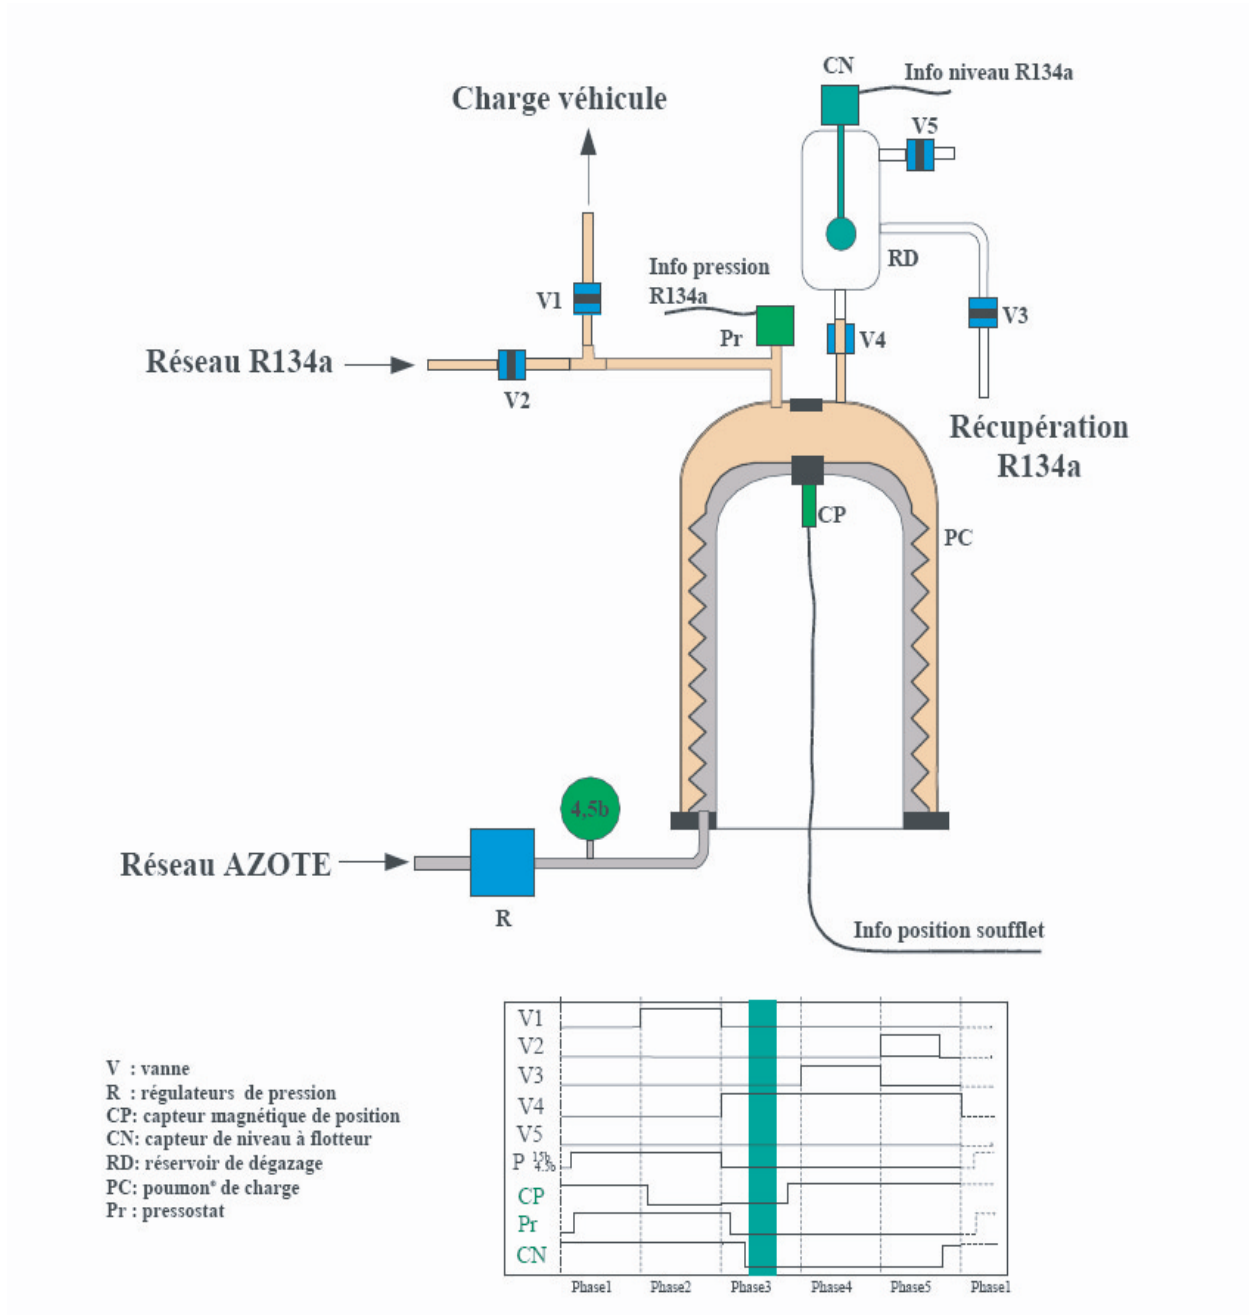 CN
Info niveau R134a
Charge véhicule
V5
Info pression
R134a
RD
V1
Pr
V4
V3
Réseau R134a
V2
Récupération
R134a
CP
PC
4,5b
Réseau AZOTE
R
Info position soufflet
V : vanne
R : régulateurs de pression
CP: capteur magnétique de position
CN: capteur de niveau à flotteur
RD: réservoir de dégazage
PC: poumon* de charge
Pr : pressostat
V1
V2
V3
V4
V5
P 15b
CP
Pr
CN
Phase1 Phase2 Phase3 Phase4 Phase5 Phase1